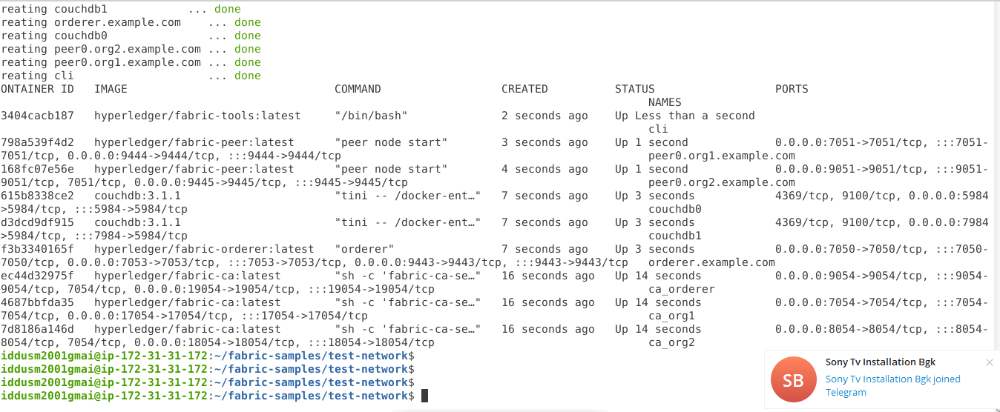 reating couchdb1 ... done
reating orderer.example.com ... done
reating couchdb0 ... done
reating peer0.org2.example.com ... done
reating peer0.org1.example.com ... done
reating cli ... done
ONTAINER ID IMAGE COMMAND CREATED STATUS PORTS
NAMES
3404cacb187 hyperledger/fabric-tools:latest "/bin/bash" 2 seconds ago Up Less than a second
cli
798a539f4d2 hyperledger/fabric-peer:latest "peer node start" 3 seconds ago Up 1 second 0.0.0.0:7051->7051/tcp, :::7051-
7051/tcp, 0.0.0.0:9444->9444/tcp, :::9444->9444/tcp peer0.org1.example.com
168fc07e56e hyperledger/fabric-peer:latest "peer node start" 4 seconds ago Up 1 second 0.0.0.0:9051->9051/tcp, :::9051-
9051/tcp, 7051/tcp, 0.0.0.0:9445->9445/tcp, :::9445->9445/tcp peer0.org2.example.com
615b8338ce2 couchdb:3.1.1 "tini -- /docker-ent…" 7 seconds ago Up 3 seconds 4369/tcp, 9100/tcp, 0.0.0.0:5984
>5984/tcp, :::5984->5984/tcp couchdb0
d3dcd9df915 couchdb:3.1.1 "tini -- /docker-ent…" 7 seconds ago Up 3 seconds 4369/tcp, 9100/tcp, 0.0.0.0:7984
>5984/tcp, :::7984->5984/tcp couchdb1
f3b3340165f hyperledger/fabric-orderer:latest "orderer" 7 seconds ago Up 3 seconds 0.0.0.0:7050->7050/tcp, :::7050-
7050/tcp, 0.0.0.0:7053->7053/tcp, :::7053->7053/tcp, 0.0.0.0:9443->9443/tcp, :::9443->9443/tcp orderer.example.com
ec44d32975f hyperledger/fabric-ca:latest "sh -c 'fabric-ca-se…" 16 seconds ago Up 14 seconds 0.0.0.0:9054->9054/tcp, :::9054-
9054/tcp, 7054/tcp, 0.0.0.0:19054->19054/tcp, :::19054->19054/tcp ca_orderer
4687bbfda35 hyperledger/fabric-ca:latest "sh -c 'fabric-ca-se…" 16 seconds ago Up 14 seconds 0.0.0.0:7054->7054/tcp, :::7054-
7054/tcp, 0.0.0.0:17054->17054/tcp, :::17054->17054/tcp ca_org1
7d8186a146d hyperledger/fabric-ca:latest "sh -c 'fabric-ca-se…" 16 seconds ago Up 14 seconds 0.0.0.0:8054->8054/tcp, :::8054-
8054/tcp, 7054/tcp, 0.0.0.0:18054->18054/tcp, :::18054->18054/tcp ca_org2
iddusm2001gmai@ip-172-31-31-172:~/fabric-samples/test-network$
iddusm2001gmai@ip-172-31-31-172:~/fabric-samples/test-network$
iddusm2001gmai@ip-172-31-31-172:~/fabric-samples/test-network$
iddusm2001gmai@ip-172-31-31-172:~/fabric-samples/test-network$
SB
Sony Tv Installation Bgk
Sony Tv Installation Bgk joined
Telegram